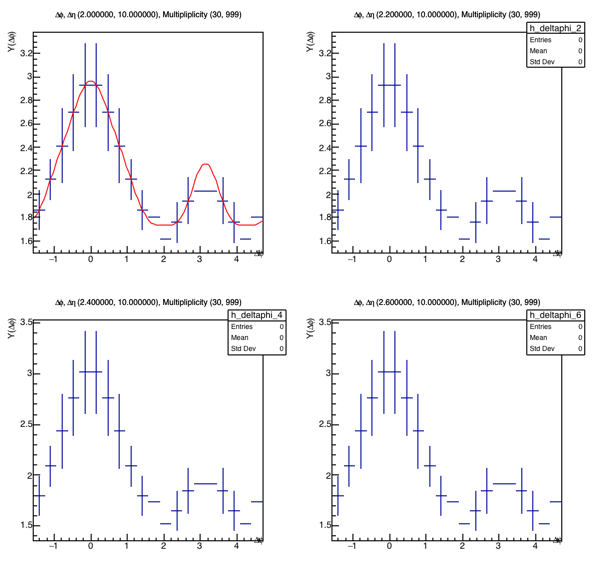 Δφ, Δη (2.000000, 10.000000), Multipliplicity (30, 999)
Y(Δφ)
3.2
3
2.8
2.6
2.4
2.2
2
1.8
1.6
−1 0 1 2 3 4
Δφ
Δφ, Δη (2.200000, 10.000000), Multipliplicity (30, 999)
h_deltaphi_2
Entries 0
Mean 0
Std Dev 0
Y(Δφ)
3.2
3
2.8
2.6
2.4
2.2
2
1.8
1.6
−1 0 1 2 3 4
Δφ
Δφ, Δη (2.400000, 10.000000), Multipliplicity (30, 999)
h_deltaphi_4
Entries 0
Mean 0
Std Dev 0
Y(Δφ)
3.5
3
2.5
2
1.5
−1 0 1 2 3 4
Δφ
Δφ, Δη (2.600000, 10.000000), Multipliplicity (30, 999)
h_deltaphi_6
Entries 0
Mean 0
Std Dev 0
Y(Δφ)
3.5
3
2.5
2
1.5
−1 0 1 2 3 4
Δφ